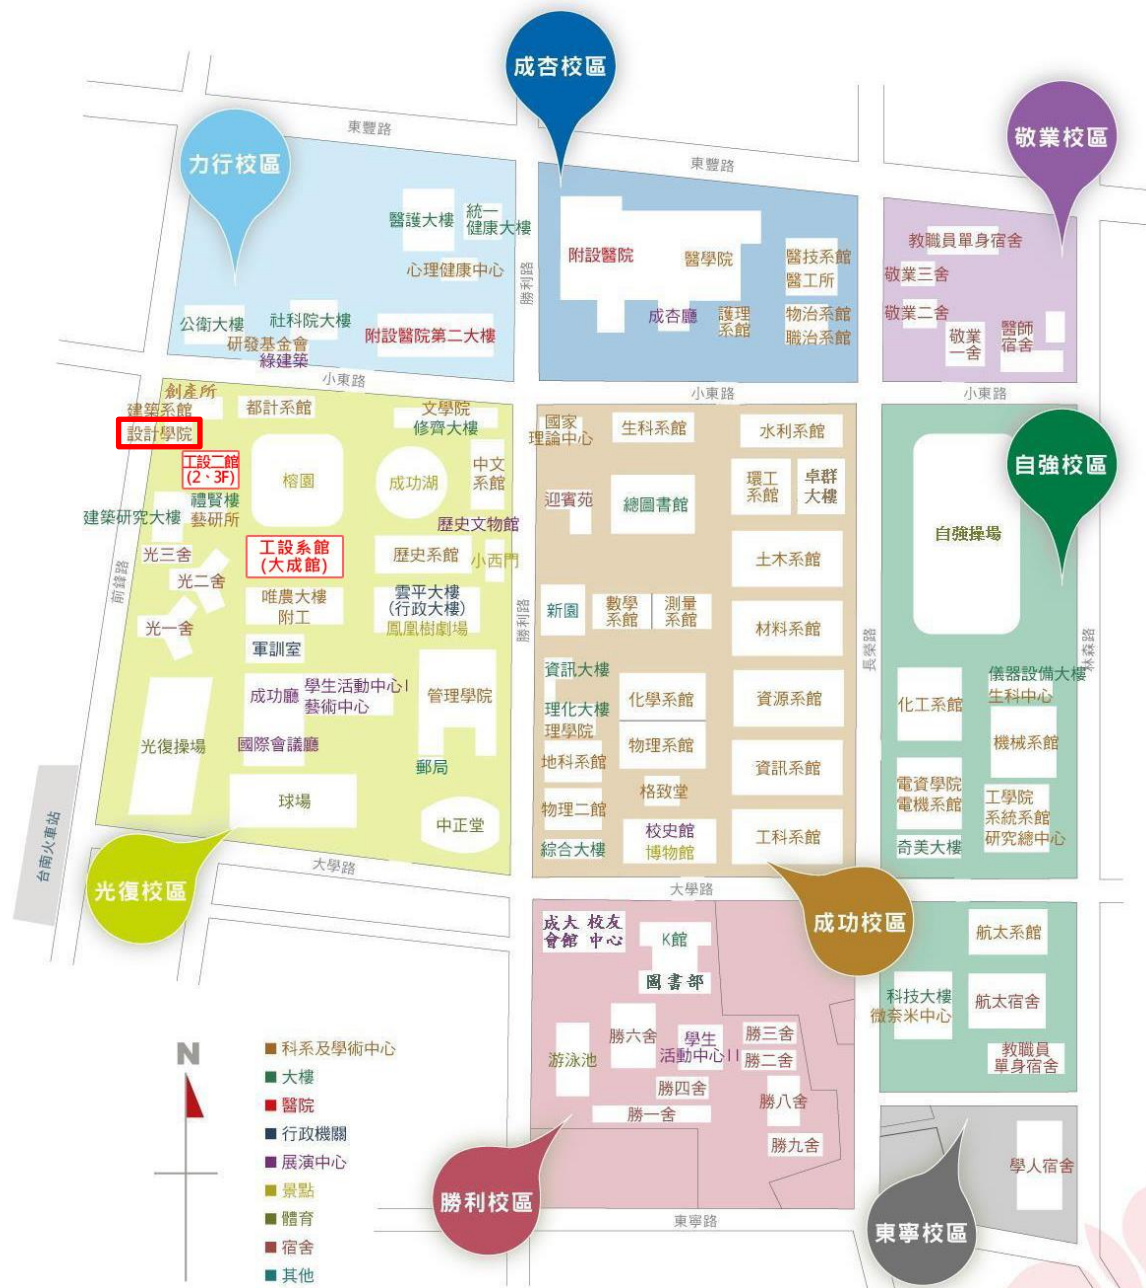 成杏校區
力行校區
敬業校區
東豐路
東豐路
醫護大樓
統一
健康大樓
心理健康中心
公衛大樓
社科院大樓
研發基金會
綠建築
附設醫院第二大樓
勝利路
附設醫院
醫學院
醫技系館
醫工所
成杏廳
護理
系館
物治系館
職治系館
教職員單身宿舍
敬業三舍
敬業二舍
敬業
一舍
醫師
宿舍
小東路
小東路
小東路
創產所
建築系館
設計學院
都計系館
文學院
修齊大樓
工設二館
(2、3F)
榕園
成功湖
中文
系館
禮賢樓
藝研所
建築研究大樓
歷史文物館
光三舍
工設系館
(大成館)
歷史系館
小西門
光二舍
前鋒路
唯農大樓
附工
雲平大樓
(行政大樓)
鳳凰樹劇場
勝利路
光一舍
軍訓室
成功廳
學生活動中心I
藝術中心
管理學院
光復操場
國際會議廳
郵局
球場
中正堂
台南火車站
大學路
光復校區
國家
理論中心
生科系館
水利系館
迎賓苑
總圖書館
環工
系館
卓群
大樓
土木系館
新園
數學
系館
測量
系館
材料系館
長榮路
資訊大樓
理化大樓
理學院
化學系館
資源系館
地科系館
物理系館
資訊系館
物理二館
格致堂
綜合大樓
校史館
博物館
工科系館
大學路
成功校區
自強校區
自強操場
林森路
儀器設備大樓
生科中心
化工系館
機械系館
電資學院
電機系館
工學院
系統系館
研究總中心
奇美大樓
航太系館
科技大樓
微奈米中心
航太宿舍
教職員
單身宿舍
成大 校友
會館 中心
K館
圖書部
游泳池
勝六舍
學生
活動中心II
勝三舍
勝二舍
勝四舍
勝八舍
勝一舍
勝九舍
勝利校區
東寧路
東寧校區
學人宿舍
N
科系及學術中心
大樓
醫院
行政機關
展演中心
景點
體育
宿舍
其他